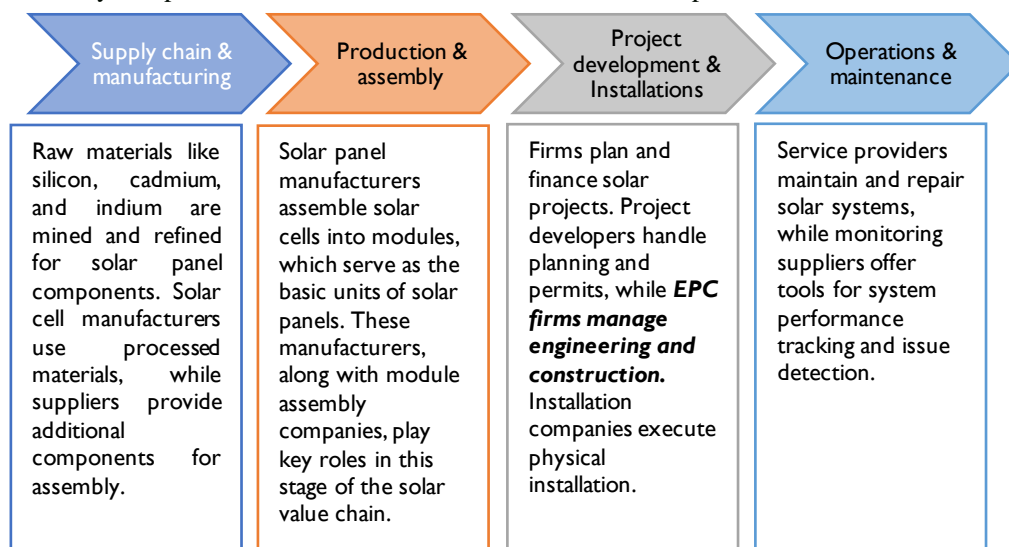 Supply chain &
manufacturing
Raw materials like
silicon, cadmium,
and indium are
mined and refined
for solar panel
components. Solar
cell manufacturers
use processed
materials, while
suppliers provide
additional
components for
assembly.
Production &
assembly
Solar panel
manufacturers
assemble solar
cells into modules,
which serve as the
basic units of solar
panels. These
manufacturers,
along with module
assembly
companies, play
key roles in this
stage of the solar
value chain.
Project
development &
Installations
Firms plan and
finance solar
projects. Project
developers handle
planning and
permits, while EPC
firms manage
engineering and
construction.
Installation
companies execute
physical
installation.
Operations &
maintenance
Service providers
maintain and repair
solar systems,
while monitoring
suppliers offer
tools for system
performance
tracking and issue
detection.